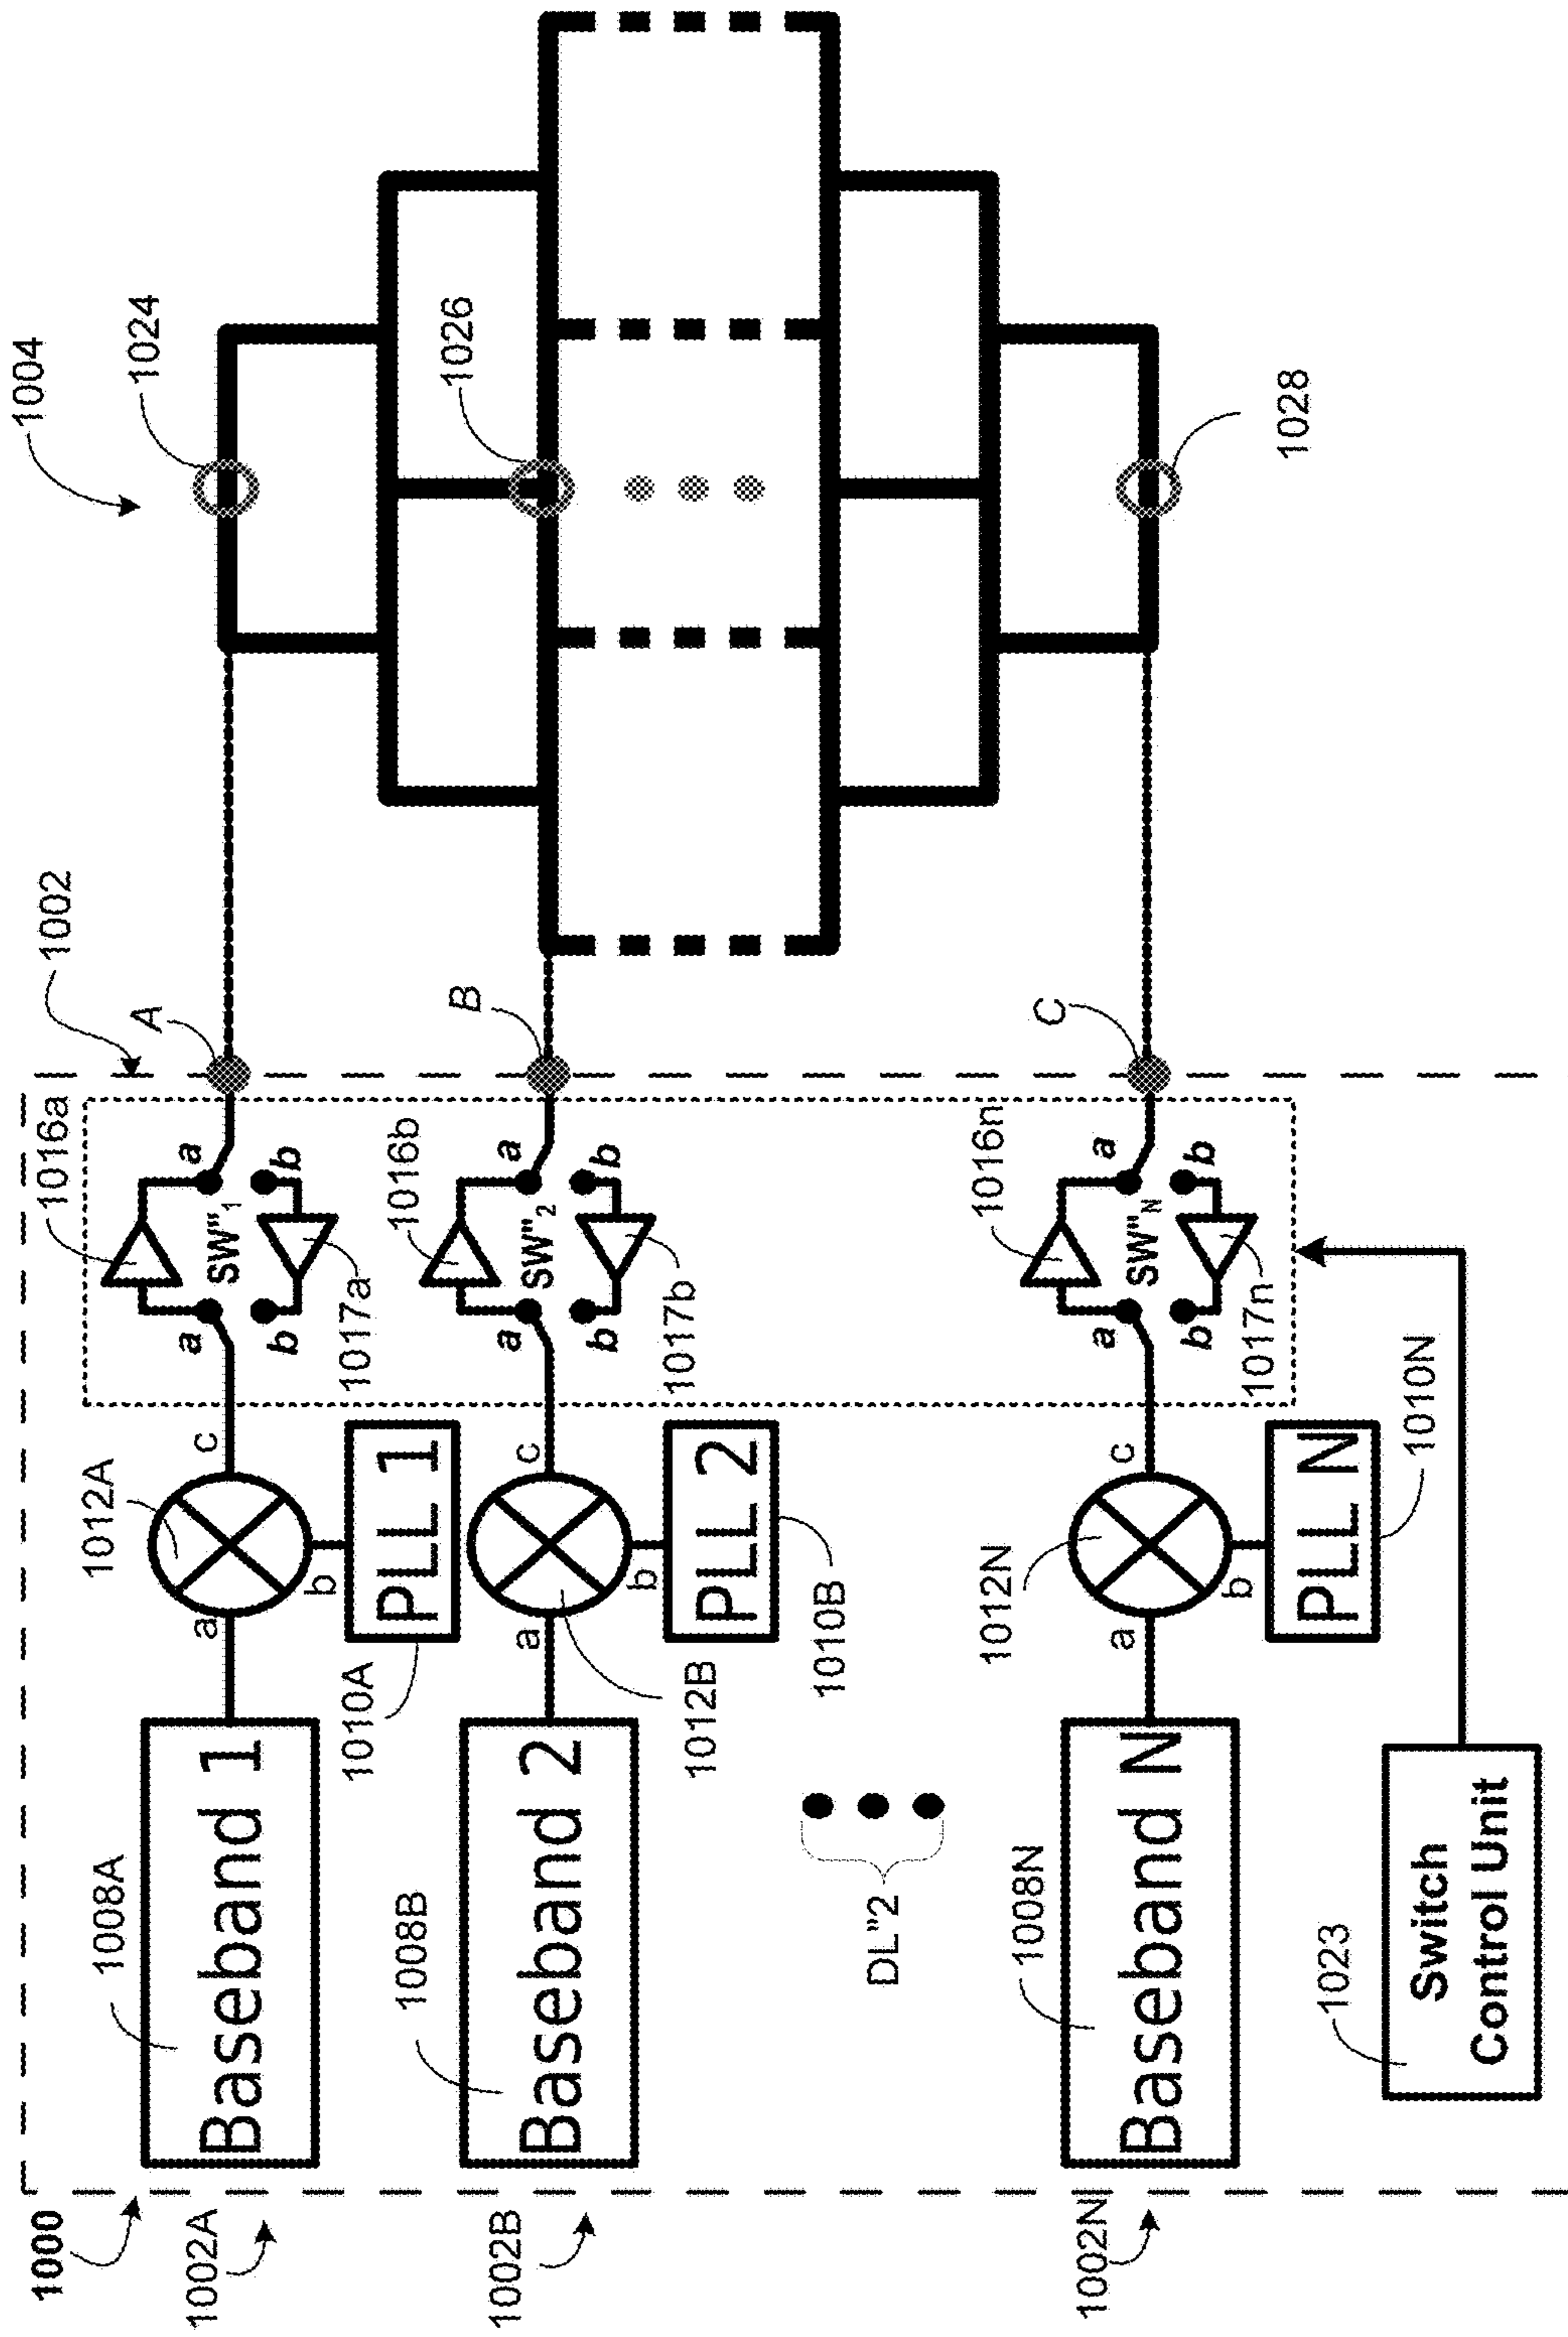 1000
1002
1004
1002A
1008A
Baseband 1
1012A
a
b
c
PLL 1
1010A
1016a
a
a
SW"1
b
b
1017a
A
1024
1002B
1008B
Baseband 2
1012B
a
b
c
PLL 2
1010B
1016b
a
a
SW"2
b
b
1017b
B
1026
DL"2
1002N
1008N
Baseband N
1012N
a
b
c
PLL N
1010N
1016n
a
a
SW"N
b
b
1017n
C
1028
1023
Switch
Control Unit